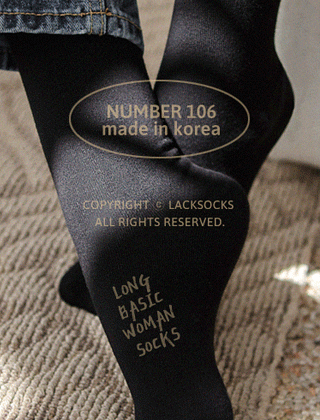 NUMBER 106
made in korea
COPYRIGHT © LACKSOCKS
ALL RIGHTS RESERVED.
LONG
BASIC
WOMAN
SOCKS